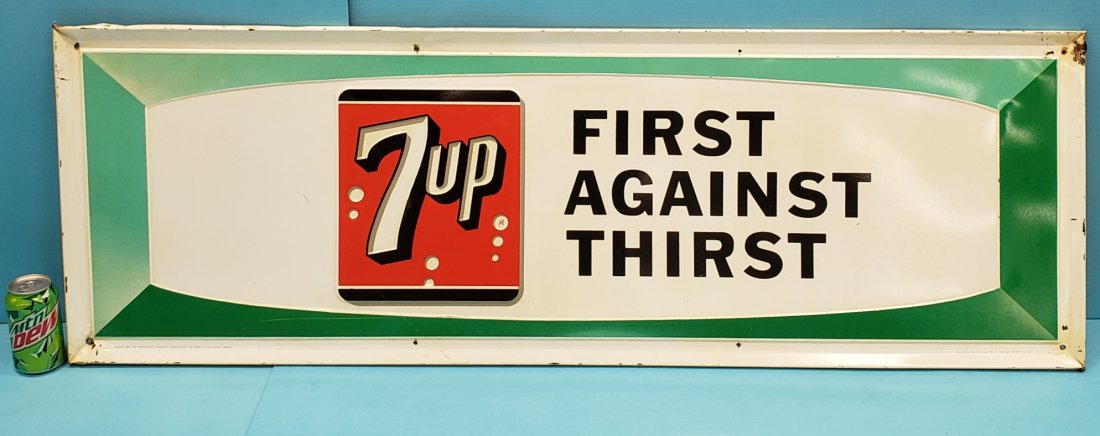 7up
®
FIRST
AGAINST
THIRST
Mtn
DEW